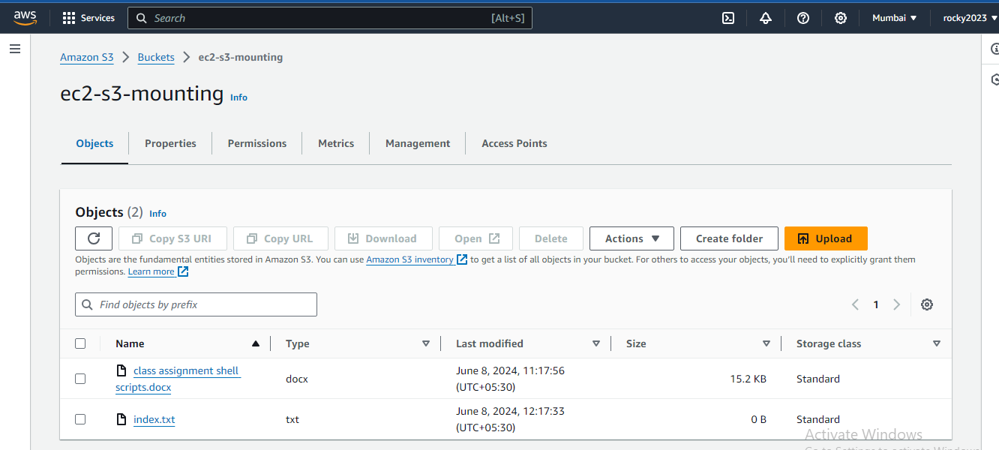 aws Services Search [Alt+S] Mumbai rocky2023
Amazon S3 Buckets ec2-s3-mounting
ec2-s3-mounting Info
Objects Properties Permissions Metrics Management Access Points
Objects (2) Info
Copy S3 URI Copy URL Download Open Delete Actions Create folder Upload
Objects are the fundamental entities stored in Amazon S3. You can use Amazon S3 inventory to get a list of all objects in your bucket. For others to access your objects, you'll need to explicitly grant them
permissions. Learn more
Find objects by prefix 1
Name Type Last modified Size Storage class
class assignment shell
scripts.docx
docx
June 8, 2024, 11:17:56
(UTC+05:30)
15.2 KB
Standard
index.txt
txt
June 8, 2024, 12:17:33
(UTC+05:30)
0 B
Standard
Activate Windows
Go to Settings to activate Windows